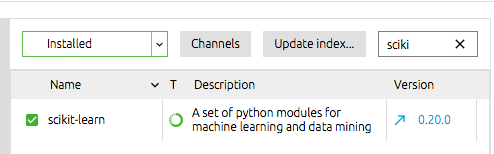 Installed Channels Update index... sciki
Name T Description Version
scikit-learn A set of python modules for 0.20.0
machine learning and data mining